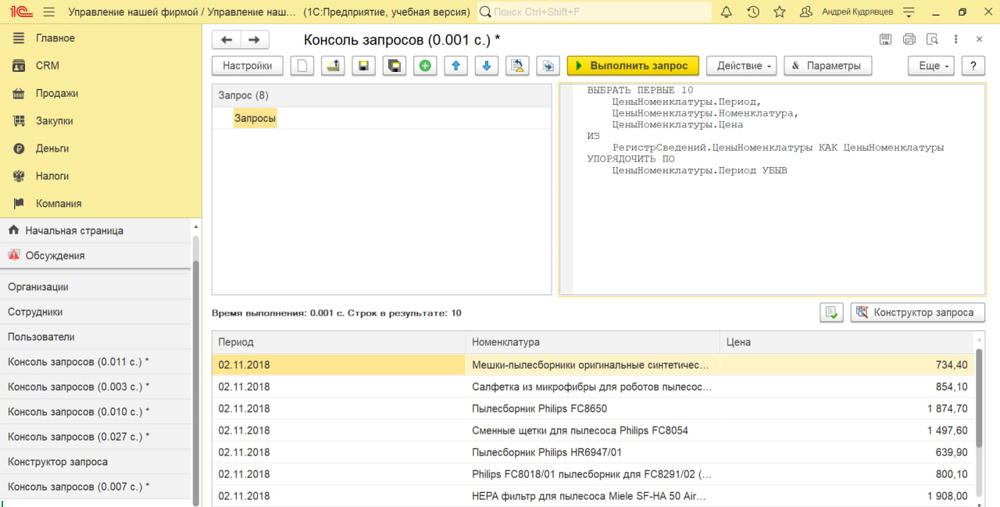 1С Управление нашей фирмой / Управление наш... (1С:Предприятие, учебная версия) Поиск Ctrl+Shift+F Андрей Кудрявцев
Главное
CRM
Продажи
Закупки
Деньги
Налоги
Компания
Начальная страница
Обсуждения
Организации
Сотрудники
Пользователи
Консоль запросов (0.011 с.) *
Консоль запросов (0.003 с.) *
Консоль запросов (0.010 с.) *
Консоль запросов (0.027 с.) *
Конструктор запроса
Консоль запросов (0.007 с.) *
Консоль запросов (0.001 с.) *
Настройки Выполнить запрос Действие & Параметры Еще ?
Запрос (8)
Запросы
ВЫБРАТЬ ПЕРВЫЕ 10
ЦеныНоменклатуры.Период,
ЦеныНоменклатуры.Номенклатура,
ЦеныНоменклатуры.Цена
ИЗ
РегистрСведений.ЦеныНоменклатуры КАК ЦеныНоменклатуры
УПОРЯДОЧИТЬ ПО
ЦеныНоменклатуры.Период УБЫВ
Время выполнения: 0.001 с. Строк в результате: 10
Конструктор запроса
Период Номенклатура Цена
02.11.2018 Мешки-пылесборники оригинальные синтетичес... 734,40
02.11.2018 Салфетка из микрофибры для роботов пылесос... 854,10
02.11.2018 Пылесборник Philips FC8650 1 874,70
02.11.2018 Сменные щетки для пылесоса Philips FC8054 1 497,60
02.11.2018 Пылесборник Philips HR6947/01 639,90
02.11.2018 Philips FC8018/01 пылесборник для FC8291/02 (... 800,10
02.11.2018 HEPA фильтр для пылесоса Miele SF-HA 50 Air... 1 908,00